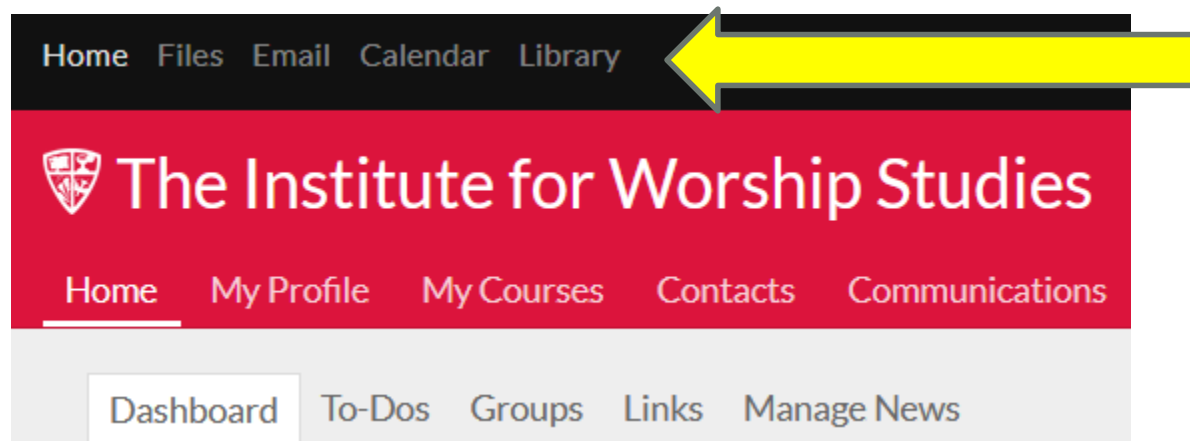 Home Files Email Calendar Library
The Institute for Worship Studies
Home My Profile My Courses Contacts Communications
Dashboard To-Dos Groups Links Manage News